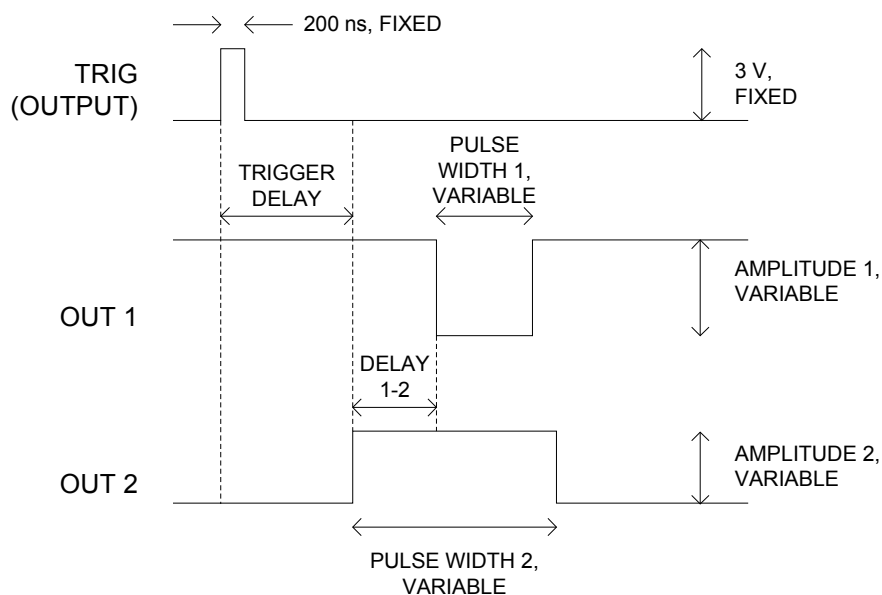 200 ns, FIXED
TRIG
(OUTPUT)
3 V,
FIXED
TRIGGER
DELAY
PULSE
WIDTH 1,
VARIABLE
OUT 1
AMPLITUDE 1,
VARIABLE
DELAY
1-2
OUT 2
AMPLITUDE 2,
VARIABLE
PULSE WIDTH 2,
VARIABLE